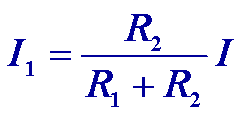 I₁ = R₂ / (R₁ + R₂) I